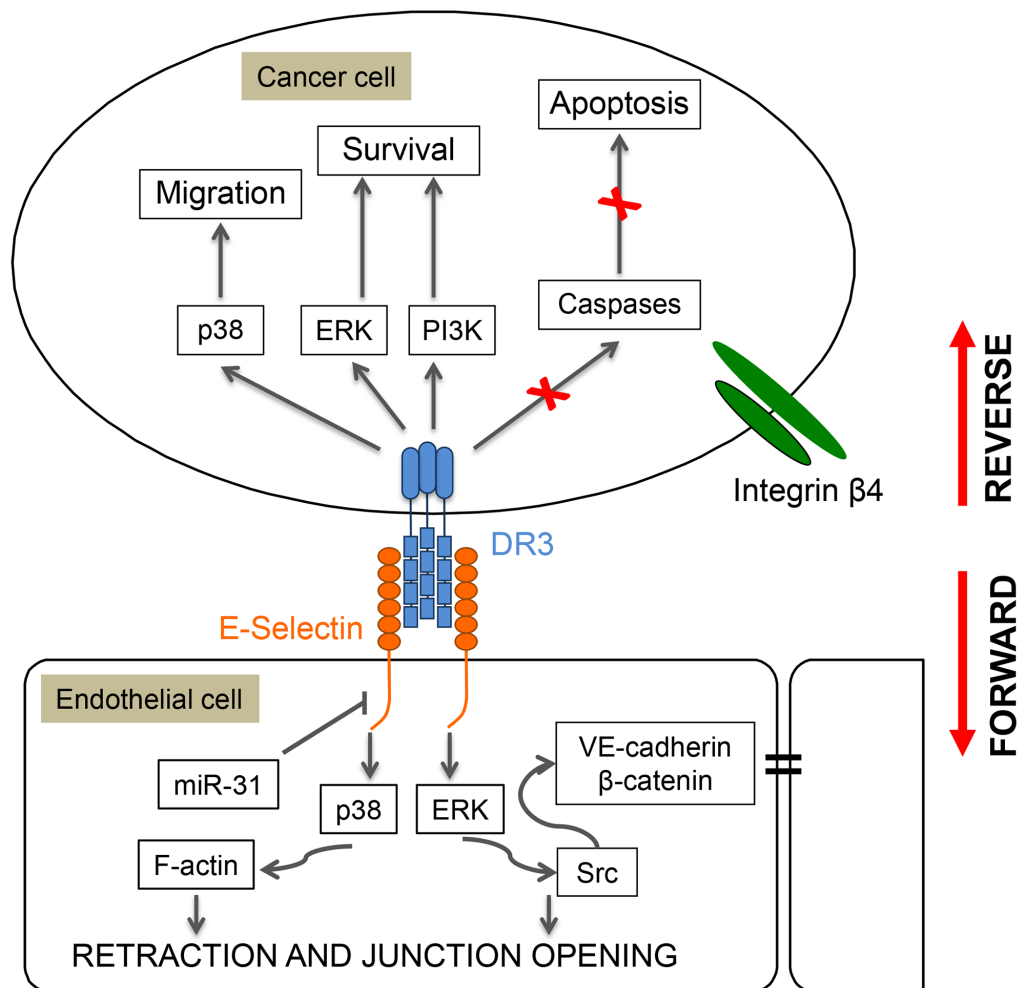 Cancer cell
Apoptosis
Survival
Migration
Caspases
p38
ERK
PI3K
REVERSE
Integrin β4
DR3
E-Selectin
FORWARD
Endothelial cell
VE-cadherin
β-catenin
miR-31
p38
ERK
F-actin
Src
RETRACTION AND JUNCTION OPENING